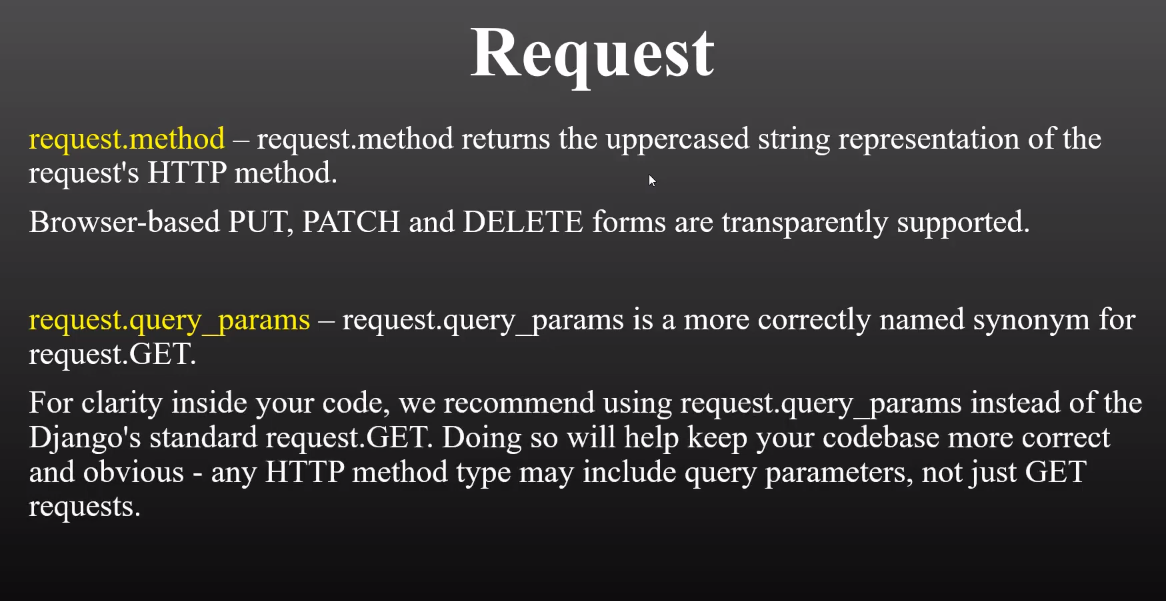 Request
request.method – request.method returns the uppercased string representation of the
request's HTTP method.
Browser-based PUT, PATCH and DELETE forms are transparently supported.
request.query_params – request.query_params is a more correctly named synonym for
request.GET.
For clarity inside your code, we recommend using request.query_params instead of the
Django's standard request.GET. Doing so will help keep your codebase more correct
and obvious - any HTTP method type may include query parameters, not just GET
requests.